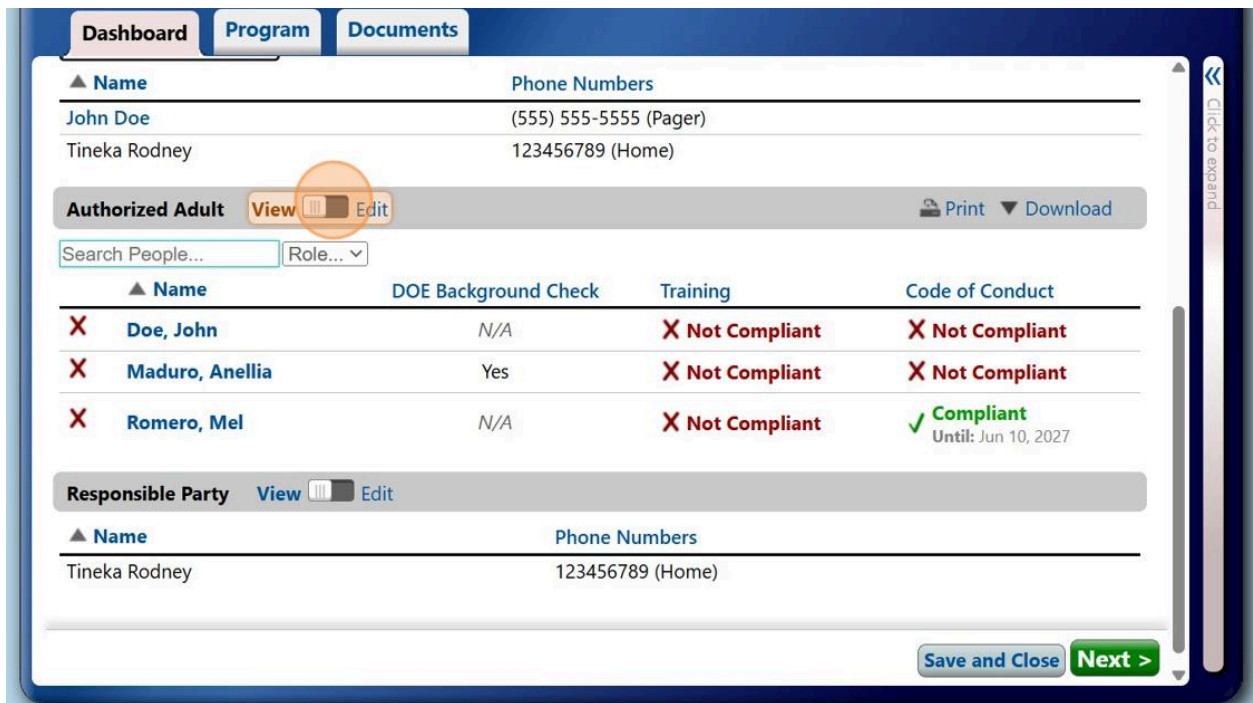 Dashboard Program Documents
▲ Name Phone Numbers
John Doe (555) 555-5555 (Pager)
Tineka Rodney 123456789 (Home)
Authorized Adult View Edit Print ▼ Download
Search People... Role...
▲ Name DOE Background Check Training Code of Conduct
X Doe, John N/A X Not Compliant X Not Compliant
X Maduro, Anellia Yes X Not Compliant X Not Compliant
X Romero, Mel N/A X Not Compliant ✓ Compliant
Until: Jun 10, 2027
Responsible Party View Edit
▲ Name Phone Numbers
Tineka Rodney 123456789 (Home)
Save and Close Next >
« Click to expand